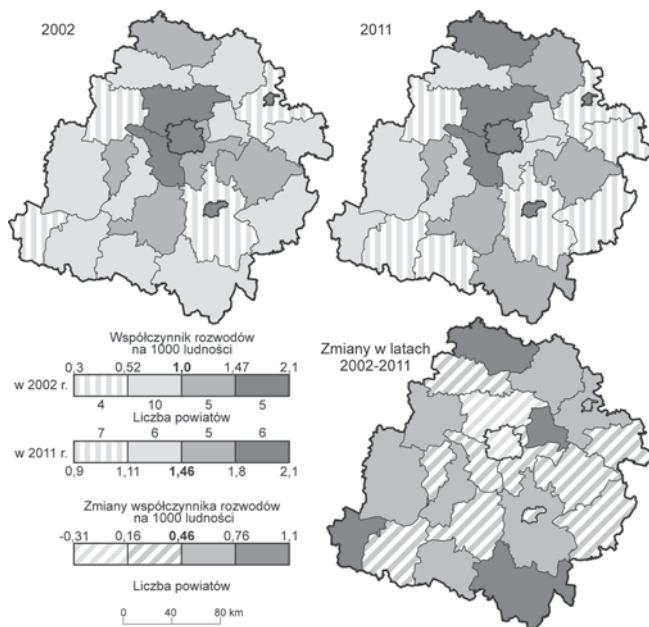 2002
2011
Współczynnik rozwodów
na 1000 ludności
0,3 0,52 1,0 1,47 2,1
w 2002 r.
4 10 5 5
Liczba powiatów
7 6 5 6
w 2011 r.
0,9 1,11 1,46 1,8 2,1
Zmiany współczynnika rozwodów
na 1000 ludności
-0,31 0,16 0,46 0,76 1,1
Liczba powiatów
0 40 80 km
Zmiany w latach
2002-2011